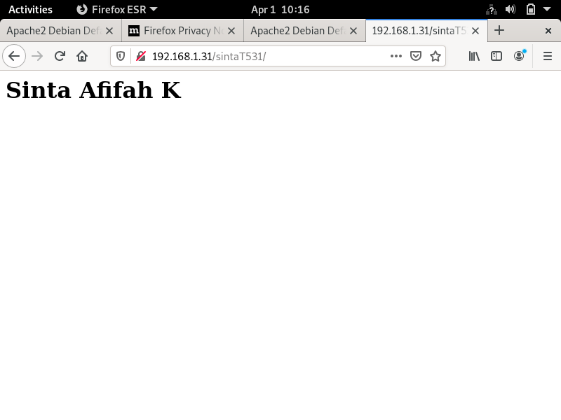 Activities Firefox ESR Apr 1 10:16
Apache2 Debian Def Firefox Privacy N Apache2 Debian Def 192.168.1.31/sintaT5
192.168.1.31/sintaT531/
Sinta Afifah K